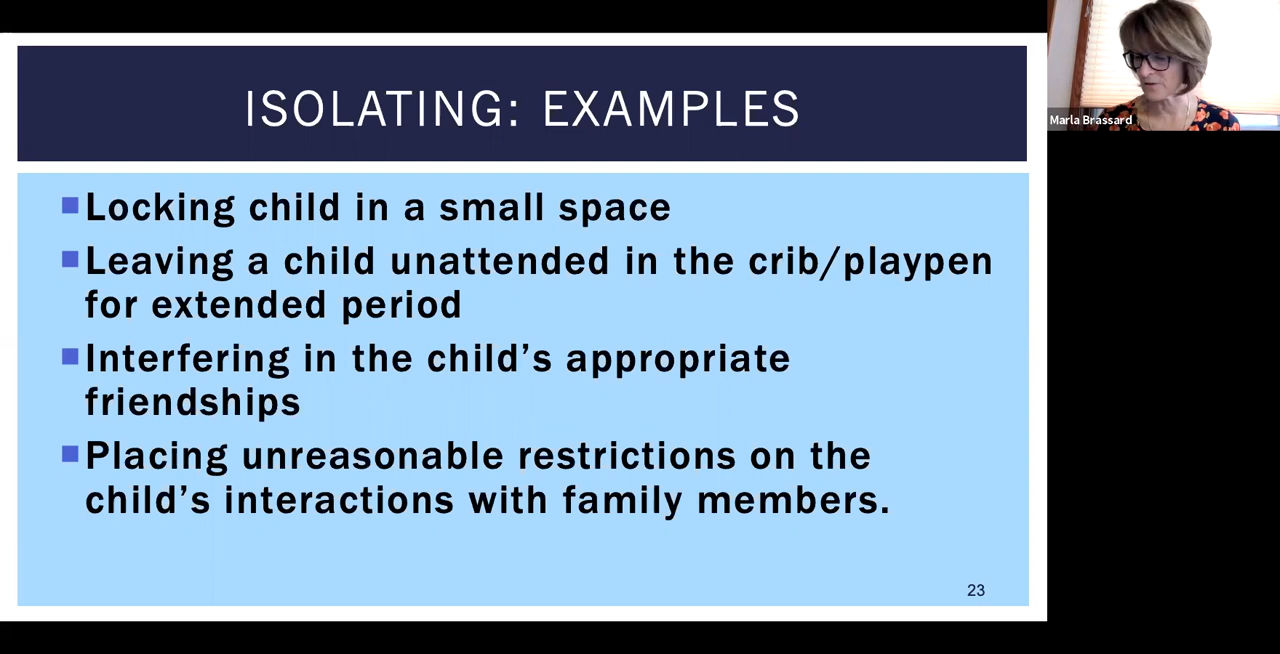 ISOLATING: EXAMPLES
Marla Brassard
Locking child in a small space
Leaving a child unattended in the crib/playpen
for extended period
Interfering in the child’s appropriate
friendships
Placing unreasonable restrictions on the
child’s interactions with family members.
23